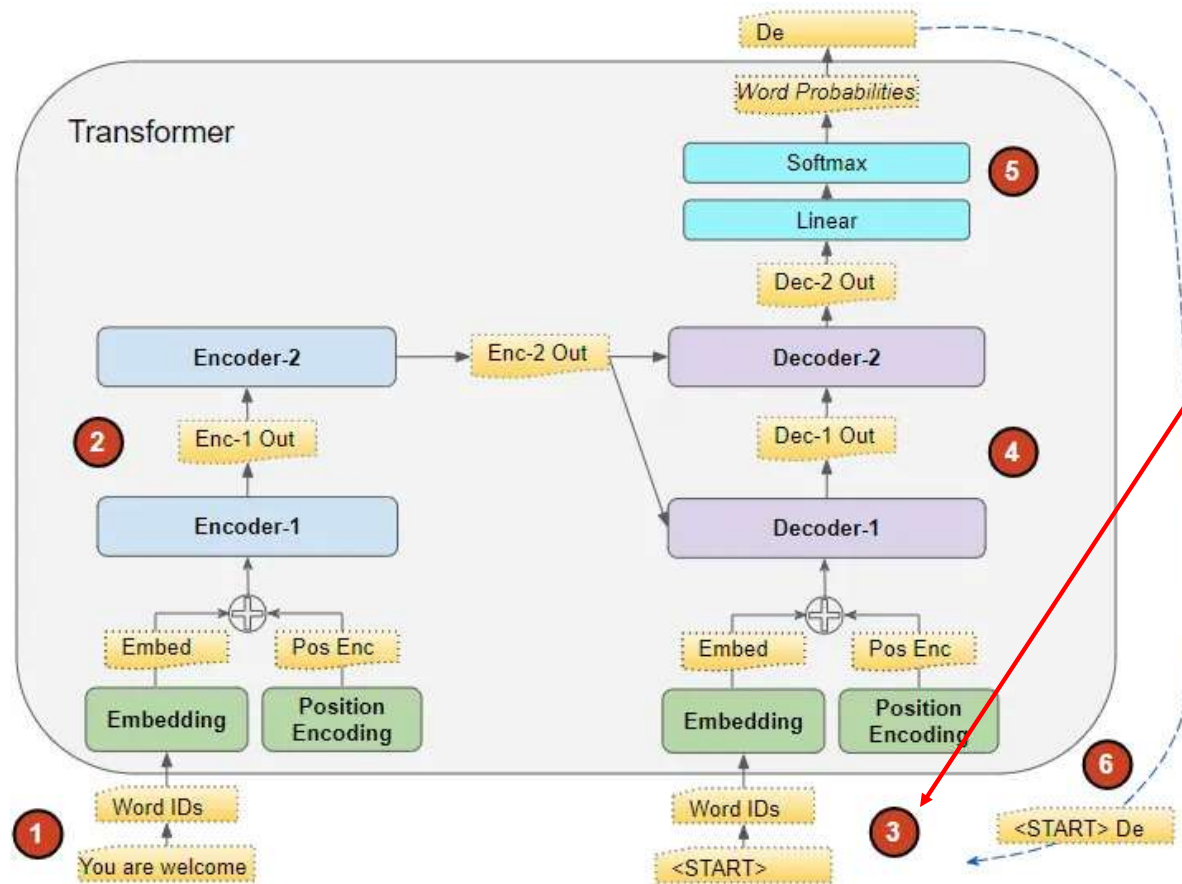 De
Word Probabilities
Transformer
Softmax
5
Linear
Dec-2 Out
Encoder-2
Enc-2 Out
Decoder-2
2
Enc-1 Out
Dec-1 Out
4
Encoder-1
Decoder-1
Embed
Pos Enc
Embed
Pos Enc
Embedding
Position
Encoding
Embedding
Position
Encoding
6
1
Word IDs
Word IDs
3
<START> De
You are welcome
<START>